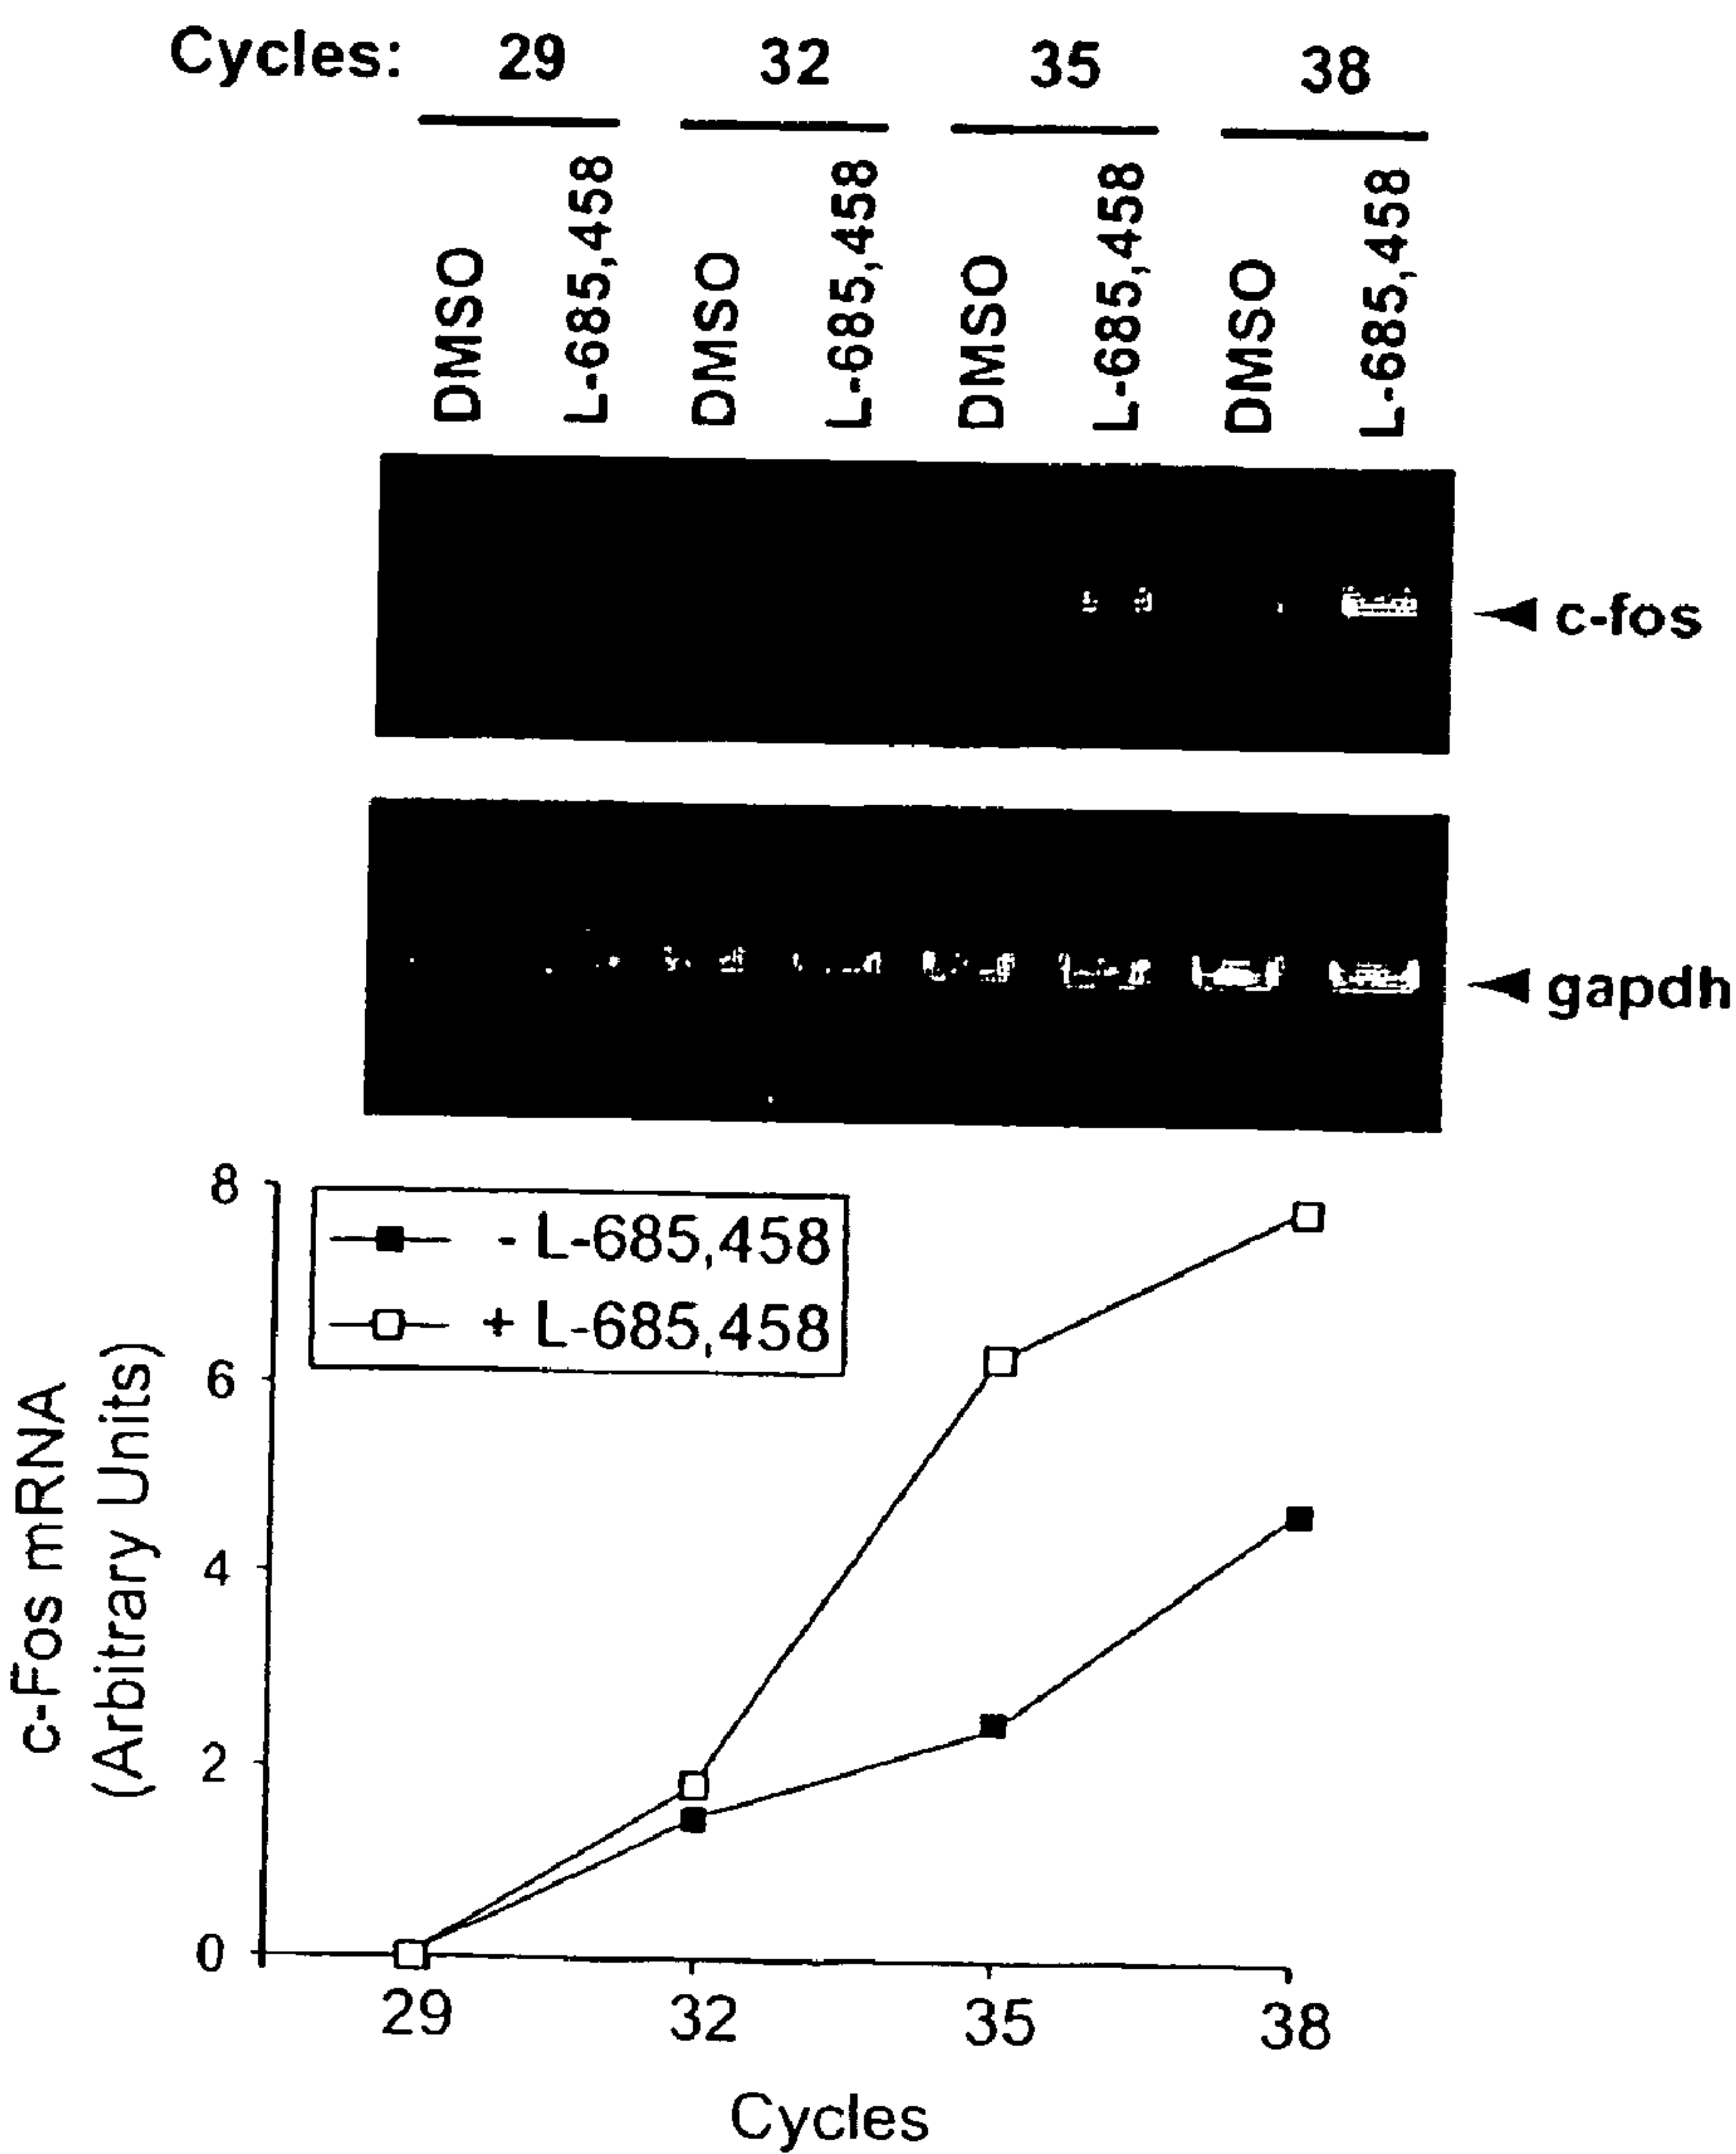 Cycles: 29 32 35 38
DMSO L-685,458 DMSO L-685,458 DMSO L-685,458 DMSO L-685,458
c-fos
gapdh
8
- L-685,458
+ L-685,458
6
4
2
0
c-Fos mRNA
(Arbitrary Units)
29 32 35 38
Cycles